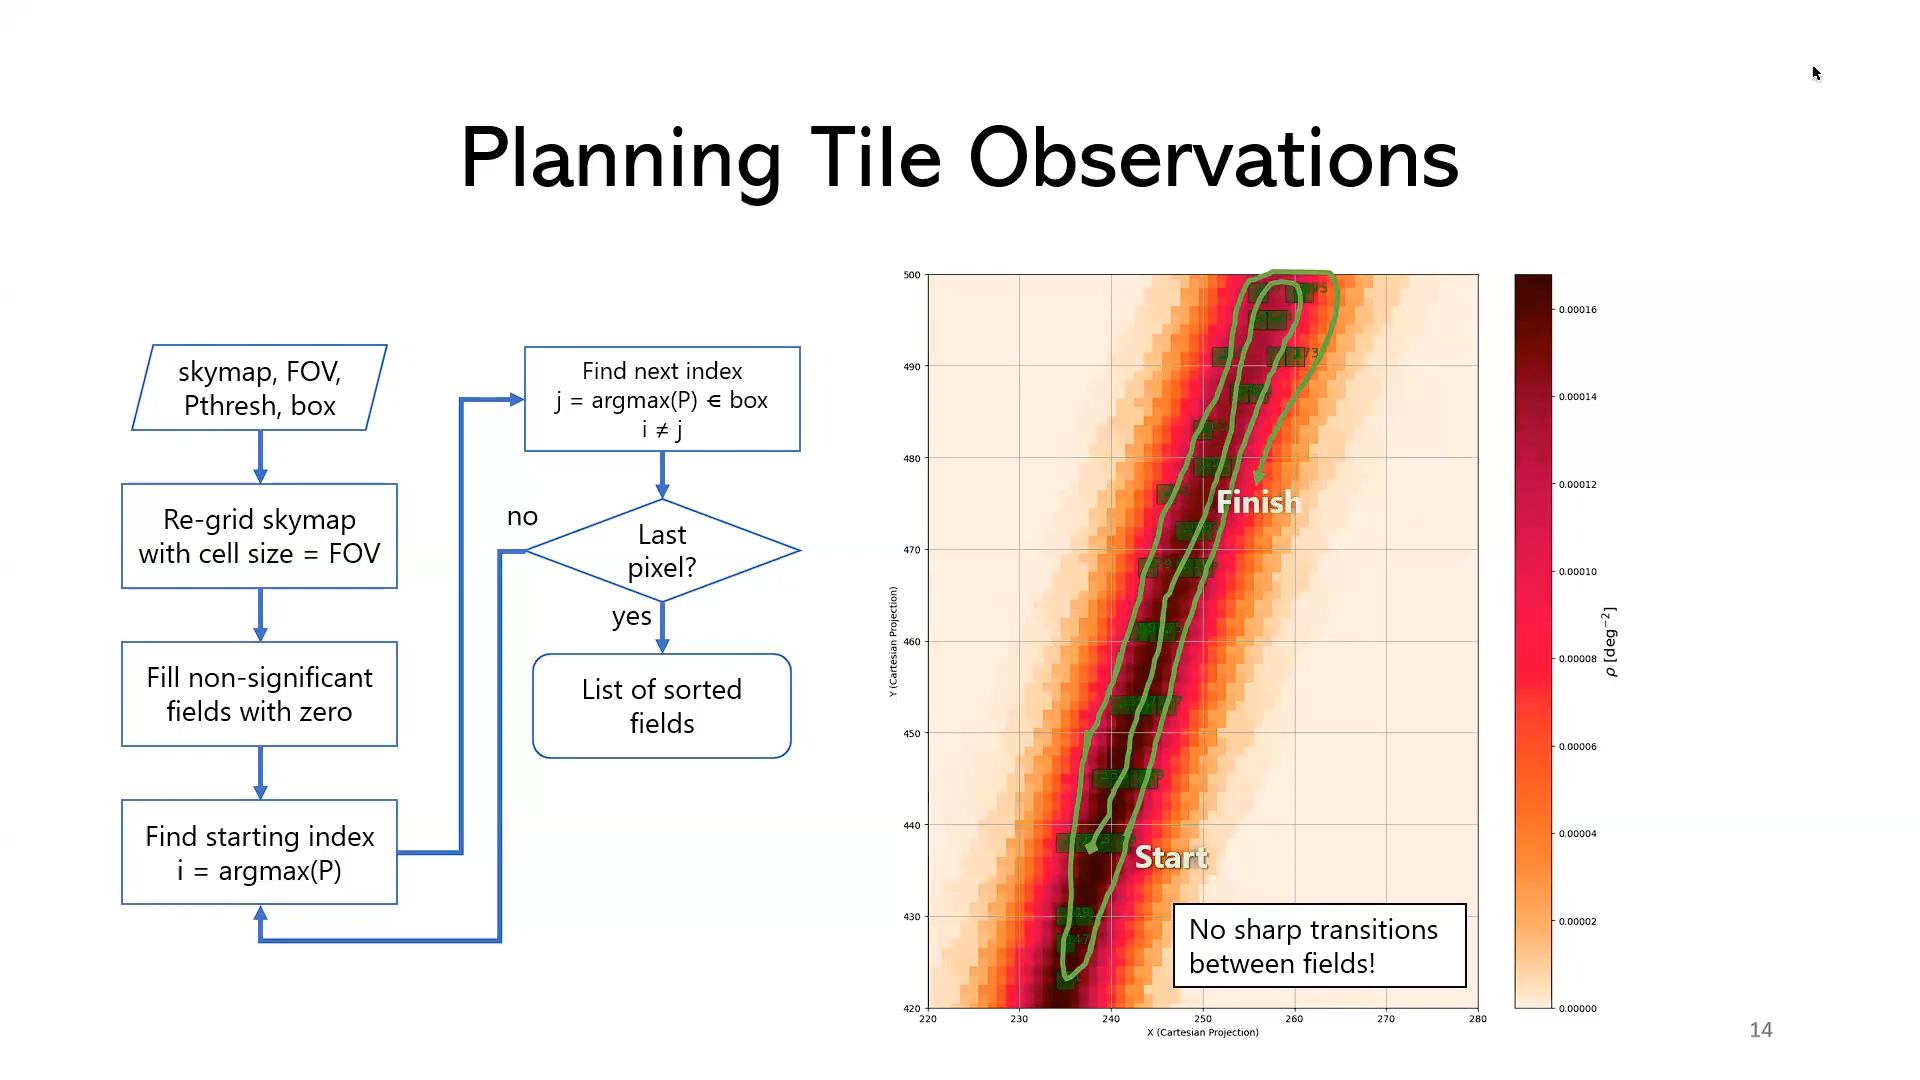 Planning Tile Observations
skymap, FOV,
Pthresh, box
Re-grid skymap
with cell size = FOV
Fill non-significant
fields with zero
Find starting index
i = argmax(P)
Find next index
j = argmax(P) ∈ box
i ≠ j
no
Last
pixel?
yes
List of sorted
fields
500
490
480
470
460
450
440
430
420
Y (Cartesian Projection)
220
230
240
250
260
270
280
X (Cartesian Projection)
Finish
Start
No sharp transitions
between fields!
0.00016
0.00014
0.00012
0.00010
0.00008
0.00006
0.00004
0.00002
0.00000
ρ [deg⁻²]
14